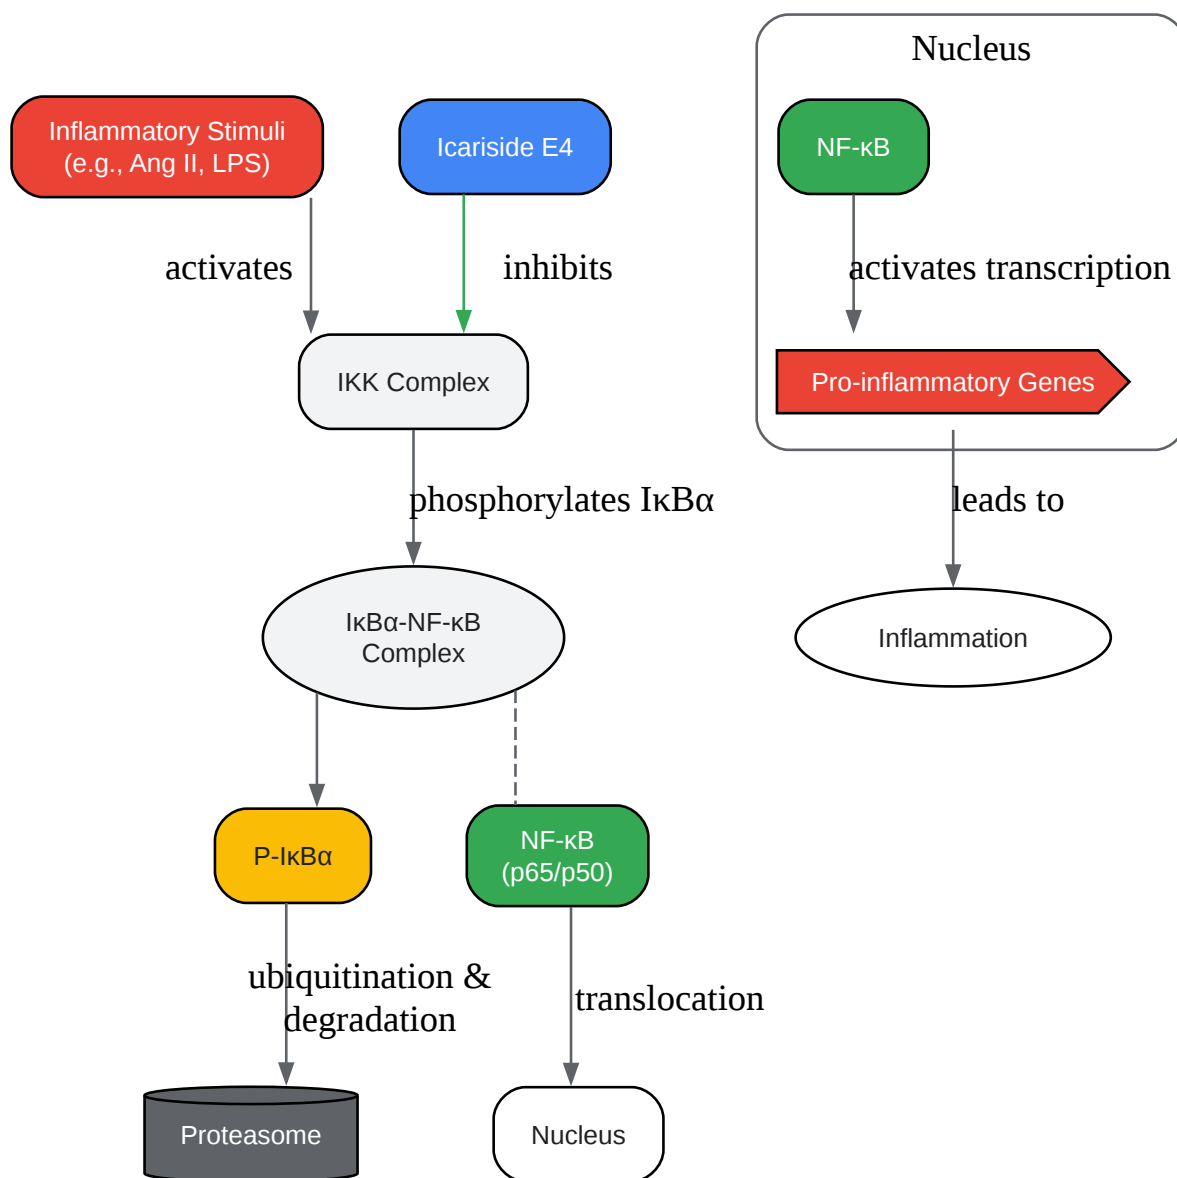 Nucleus
Inflammatory Stimuli
(e.g., Ang II, LPS)
Icariside E4
NF-κB
activates
inhibits
activates transcription
IKK Complex
Pro-inflammatory Genes
phosphorylates IκBα
leads to
IκBα-NF-κB
Complex
Inflammation
P-IκBα
NF-κB
(p65/p50)
ubiquitination &
degradation
translocation
Proteasome
Nucleus